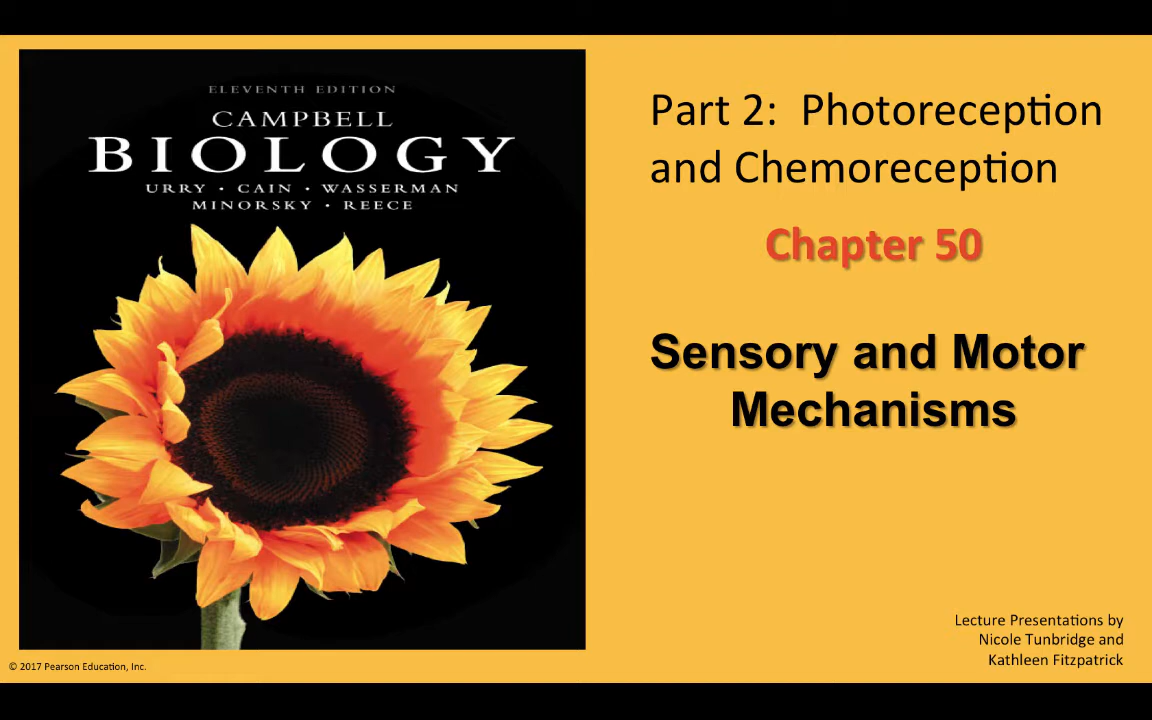 ELEVENTH EDITION
CAMPBELL
BIOLOGY
URRY • CAIN • WASSERMAN
MINORSKY • REECE
© 2017 Pearson Education, Inc.
Part 2:  Photoreception
and Chemoreception
Chapter 50
Sensory and Motor
Mechanisms
Lecture Presentations by
Nicole Tunbridge and
Kathleen Fitzpatrick